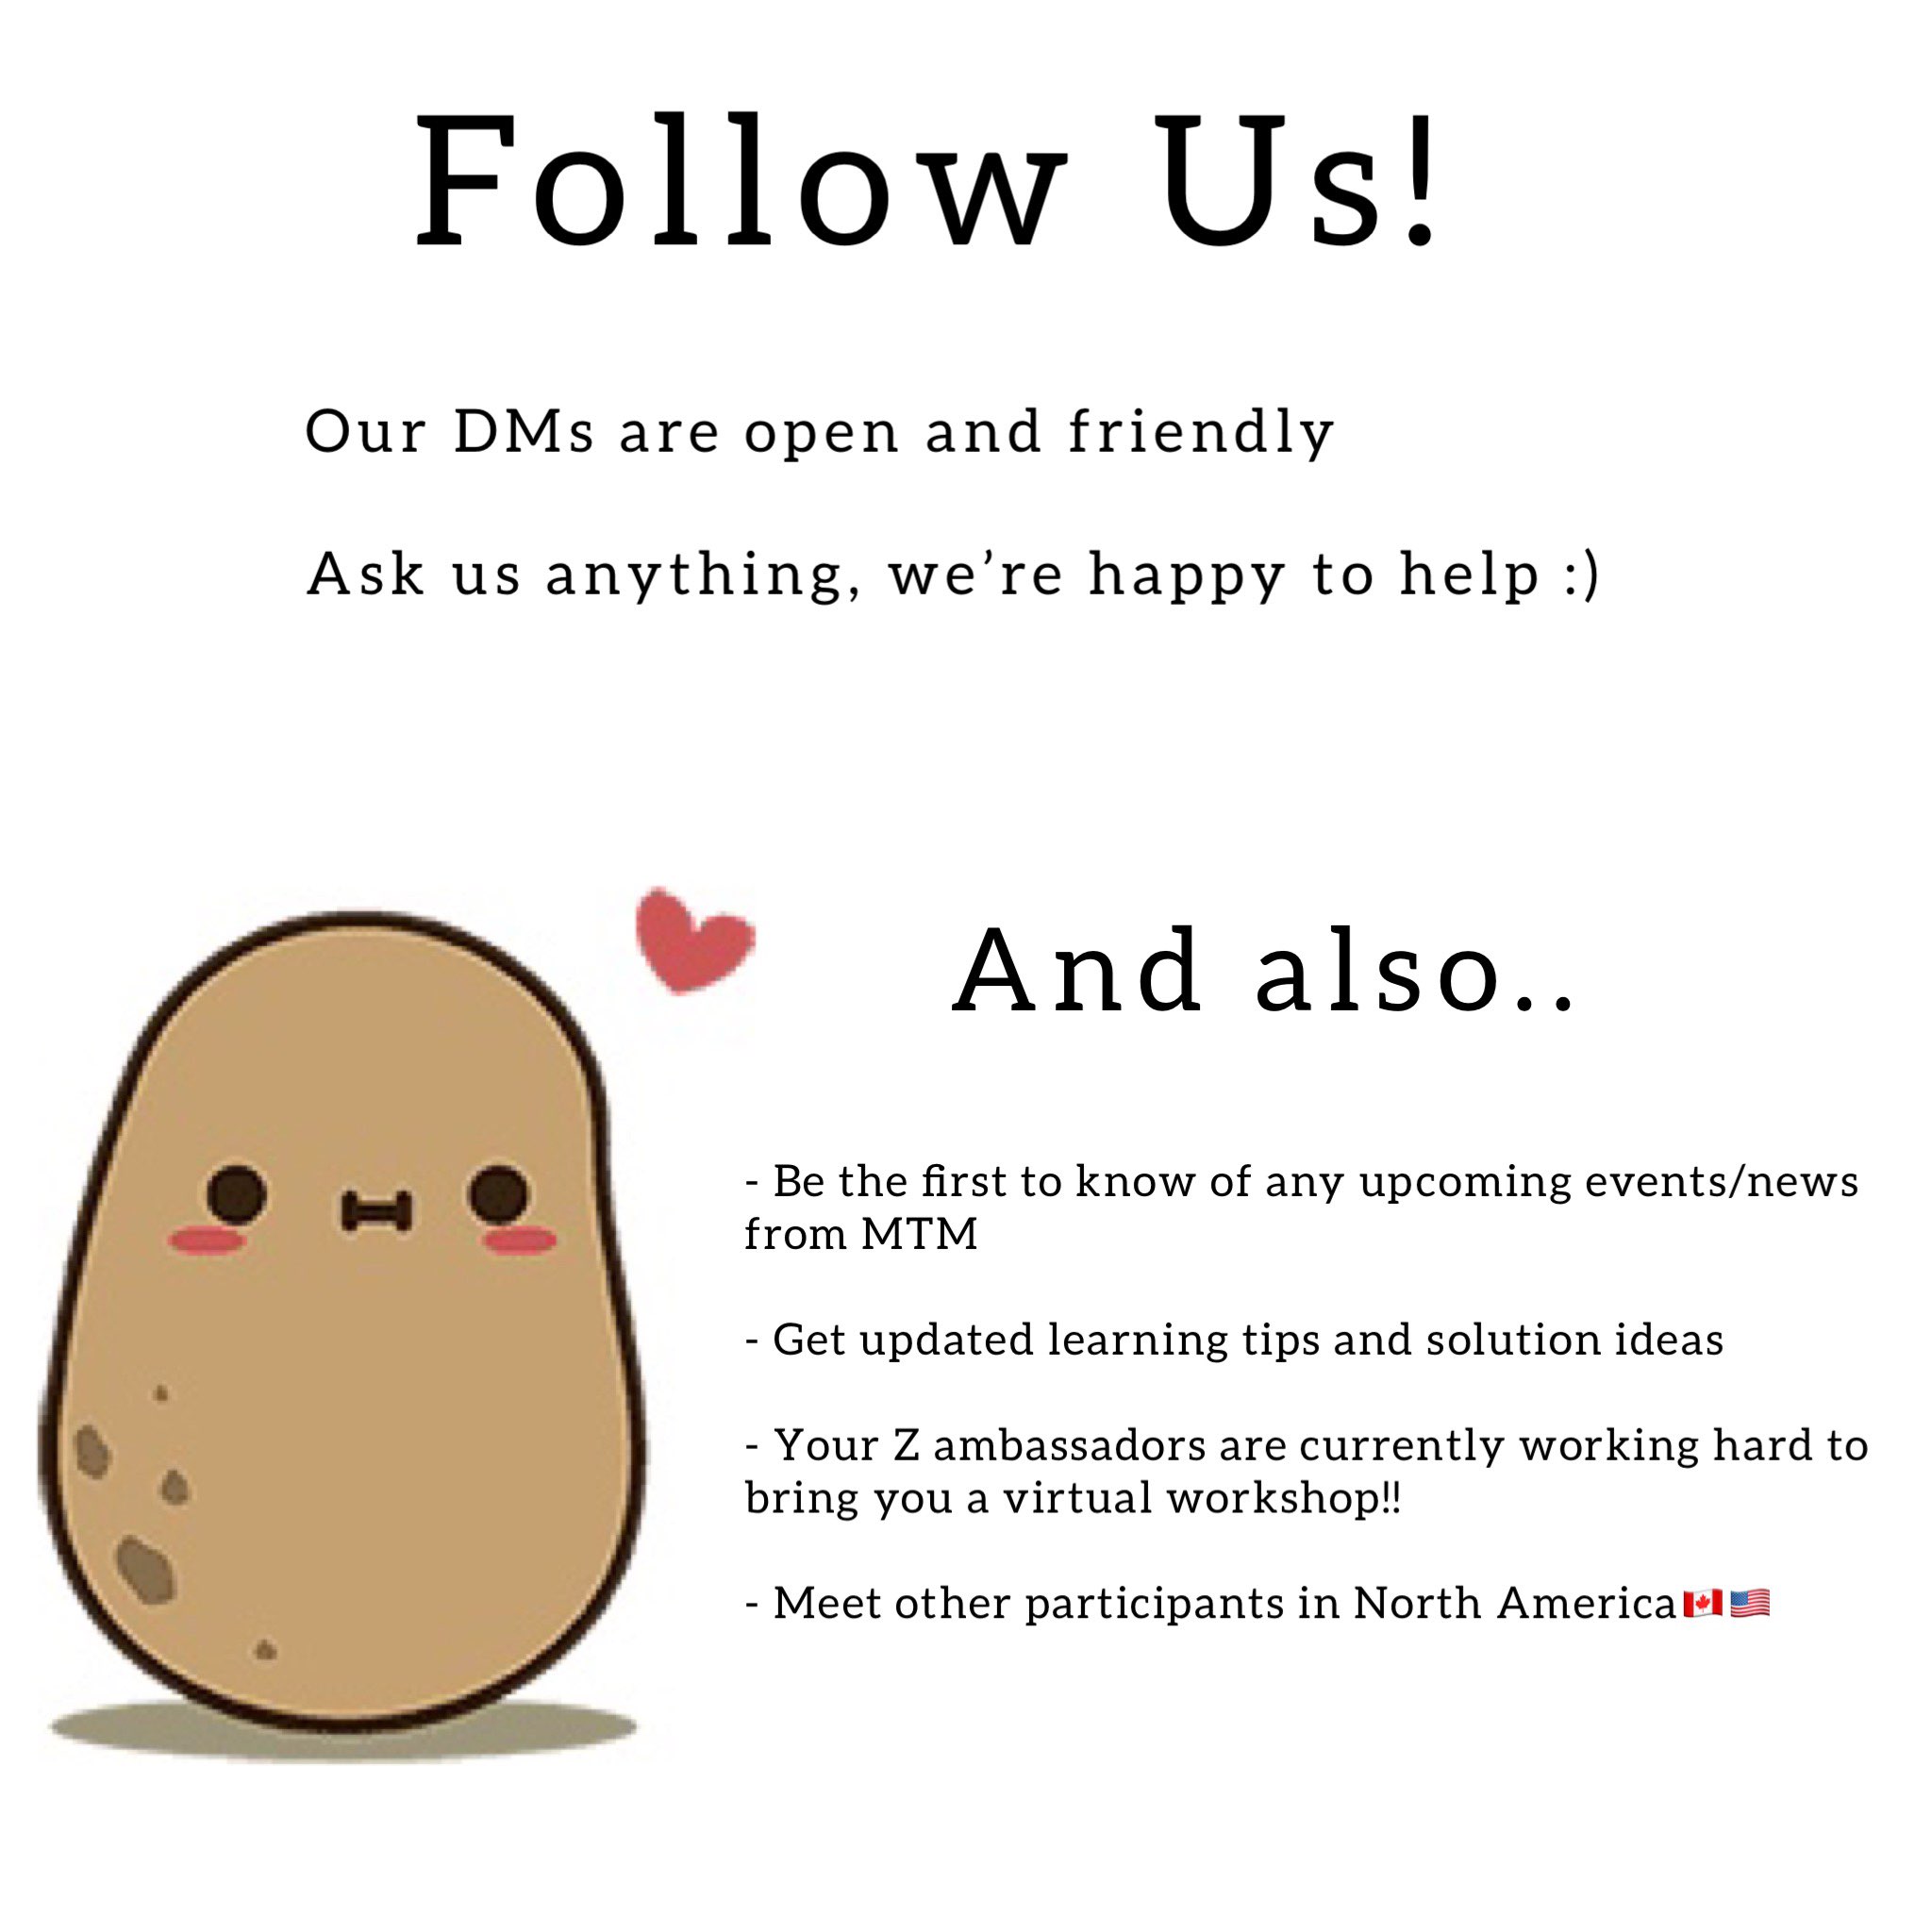 Follow Us!
Our DMs are open and friendly
Ask us anything, we’re happy to help :)
And also..
- Be the first to know of any upcoming events/news
from MTM
- Get updated learning tips and solution ideas
- Your Z ambassadors are currently working hard to
bring you a virtual workshop!!
- Meet other participants in North America🇨🇦🇺🇸